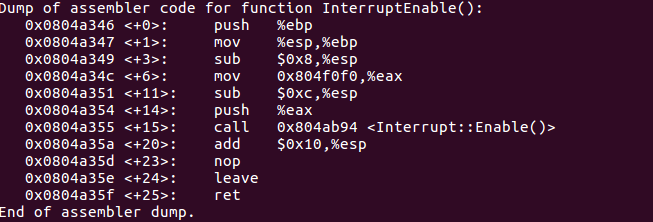 Dump of assembler code for function InterruptEnable():
0x0804a346 <+0>: push %ebp
0x0804a347 <+1>: mov %esp,%ebp
0x0804a349 <+3>: sub $0x8,%esp
0x0804a34c <+6>: mov 0x804f0f0,%eax
0x0804a351 <+11>: sub $0xc,%esp
0x0804a354 <+14>: push %eax
0x0804a355 <+15>: call 0x804ab94 <Interrupt::Enable()>
0x0804a35a <+20>: add $0x10,%esp
0x0804a35d <+23>: nop
0x0804a35e <+24>: leave
0x0804a35f <+25>: ret
End of assembler dump.